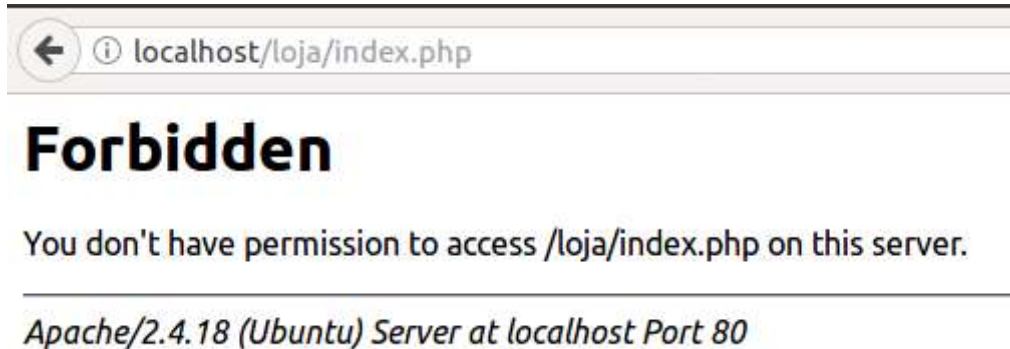 localhost/loja/index.php
Forbidden
You don't have permission to access /loja/index.php on this server.
Apache/2.4.18 (Ubuntu) Server at localhost Port 80